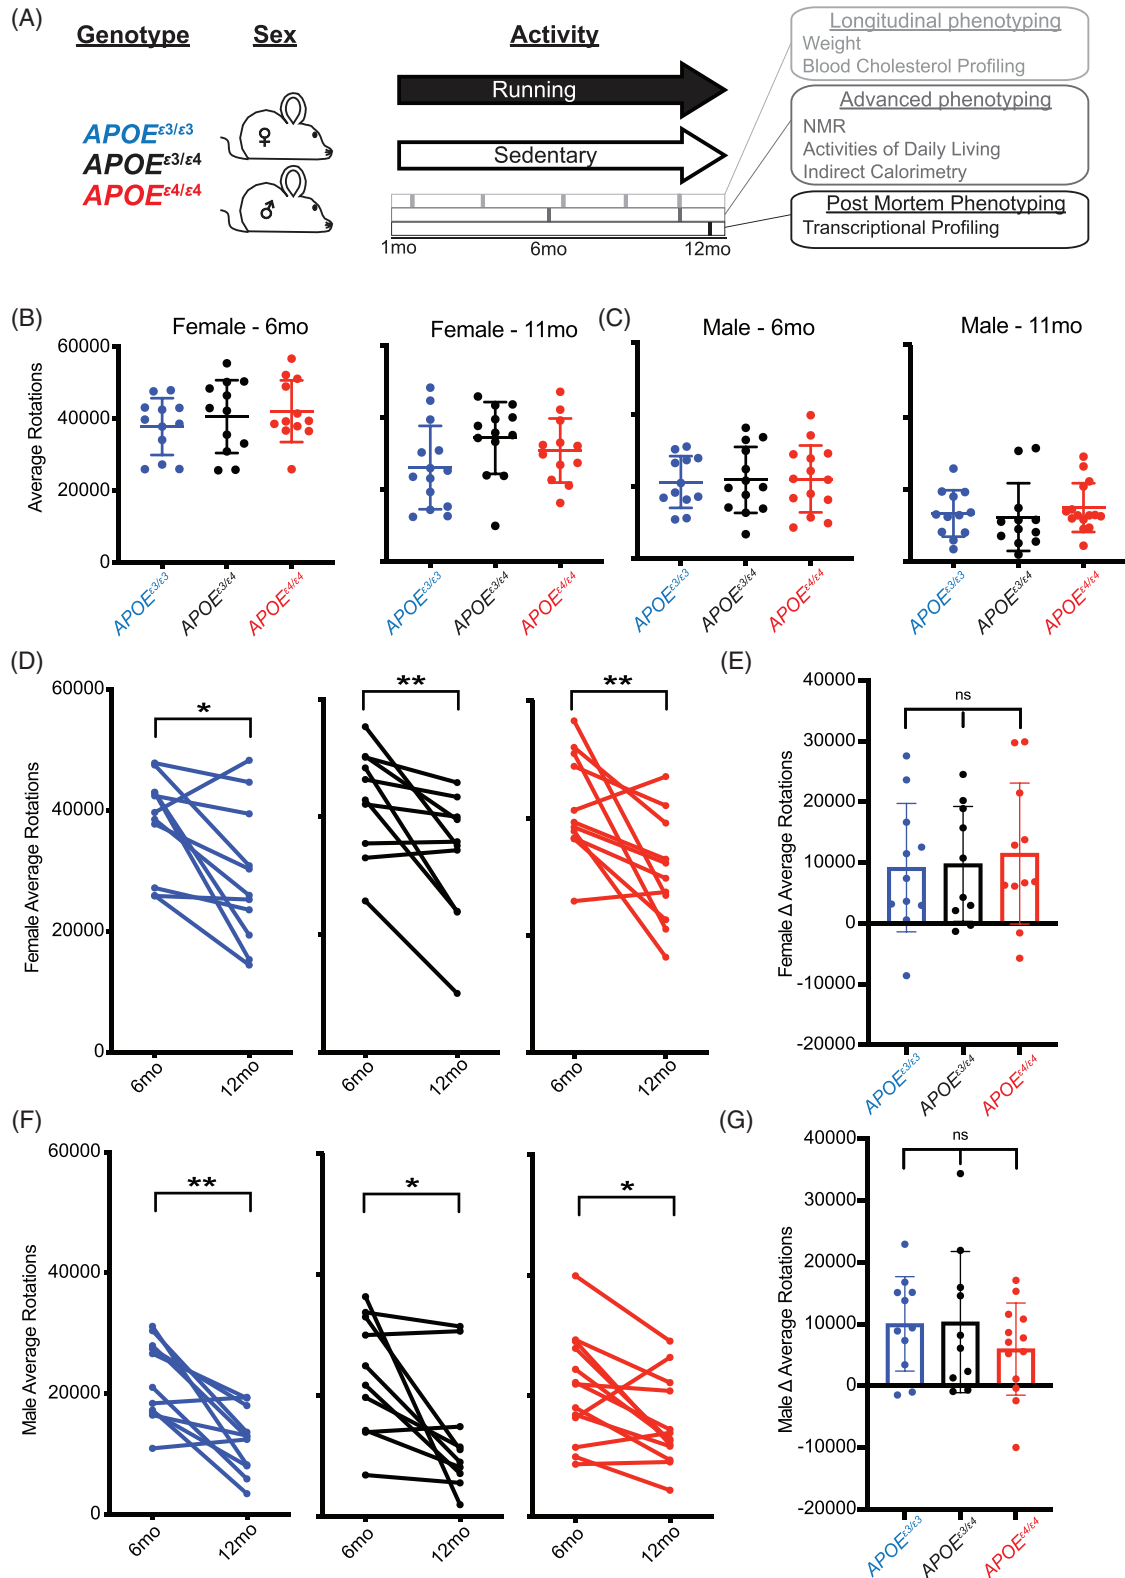 (A)
Genotype Sex Activity
APOEε3/ε3
APOEε3/ε4
APOEε4/ε4
♀
♂
Running
Sedentary
1mo 6mo 12mo
Longitudinal phenotyping
Weight
Blood Cholesterol Profiling
Advanced phenotyping
NMR
Activities of Daily Living
Indirect Calorimetry
Post Mortem Phenotyping
Transcriptional Profiling
(B)
Female - 6mo
Female - 11mo
Average Rotations
60000
40000
20000
0
APOEε3/ε3 APOEε3/ε4 APOEε4/ε4
APOEε3/ε3 APOEε3/ε4 APOEε4/ε4
(C)
Male - 6mo
Male - 11mo
APOEε3/ε3 APOEε3/ε4 APOEε4/ε4
APOEε3/ε3 APOEε3/ε4 APOEε4/ε4
(D)
Female Average Rotations
60000
40000
20000
0
* ** **
6mo 12mo 6mo 12mo 6mo 12mo
(E)
Female Δ Average Rotations
40000
30000
20000
10000
0
-10000
-20000
ns
APOEε3/ε3 APOEε3/ε4 APOEε4/ε4
(F)
Male Average Rotations
60000
40000
20000
0
** * *
6mo 12mo 6mo 12mo 6mo 12mo
(G)
Male Δ Average Rotations
40000
30000
20000
10000
0
-10000
-20000
ns
APOEε3/ε3 APOEε3/ε4 APOEε4/ε4